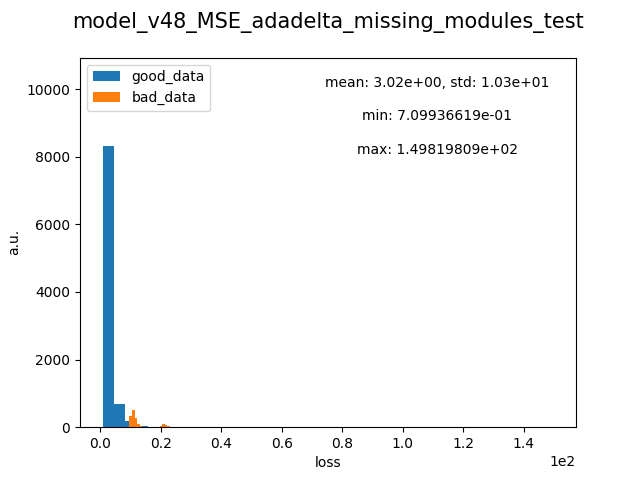 model_v48_MSE_adadelta_missing_modules_test
good_data
bad_data
mean: 3.02e+00, std: 1.03e+01
min: 7.09936619e-01
max: 1.49819809e+02
10000
8000
6000
4000
2000
0
a.u.
0.0 0.2 0.4 0.6 0.8 1.0 1.2 1.4
loss
1e2